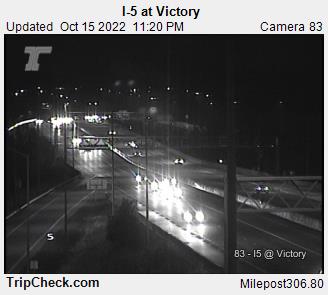 I-5 at Victory
Updated Oct 15 2022 11:20 PM Camera 83
T
S
83 - I5 @ Victory
TripCheck.com Milepost306.80